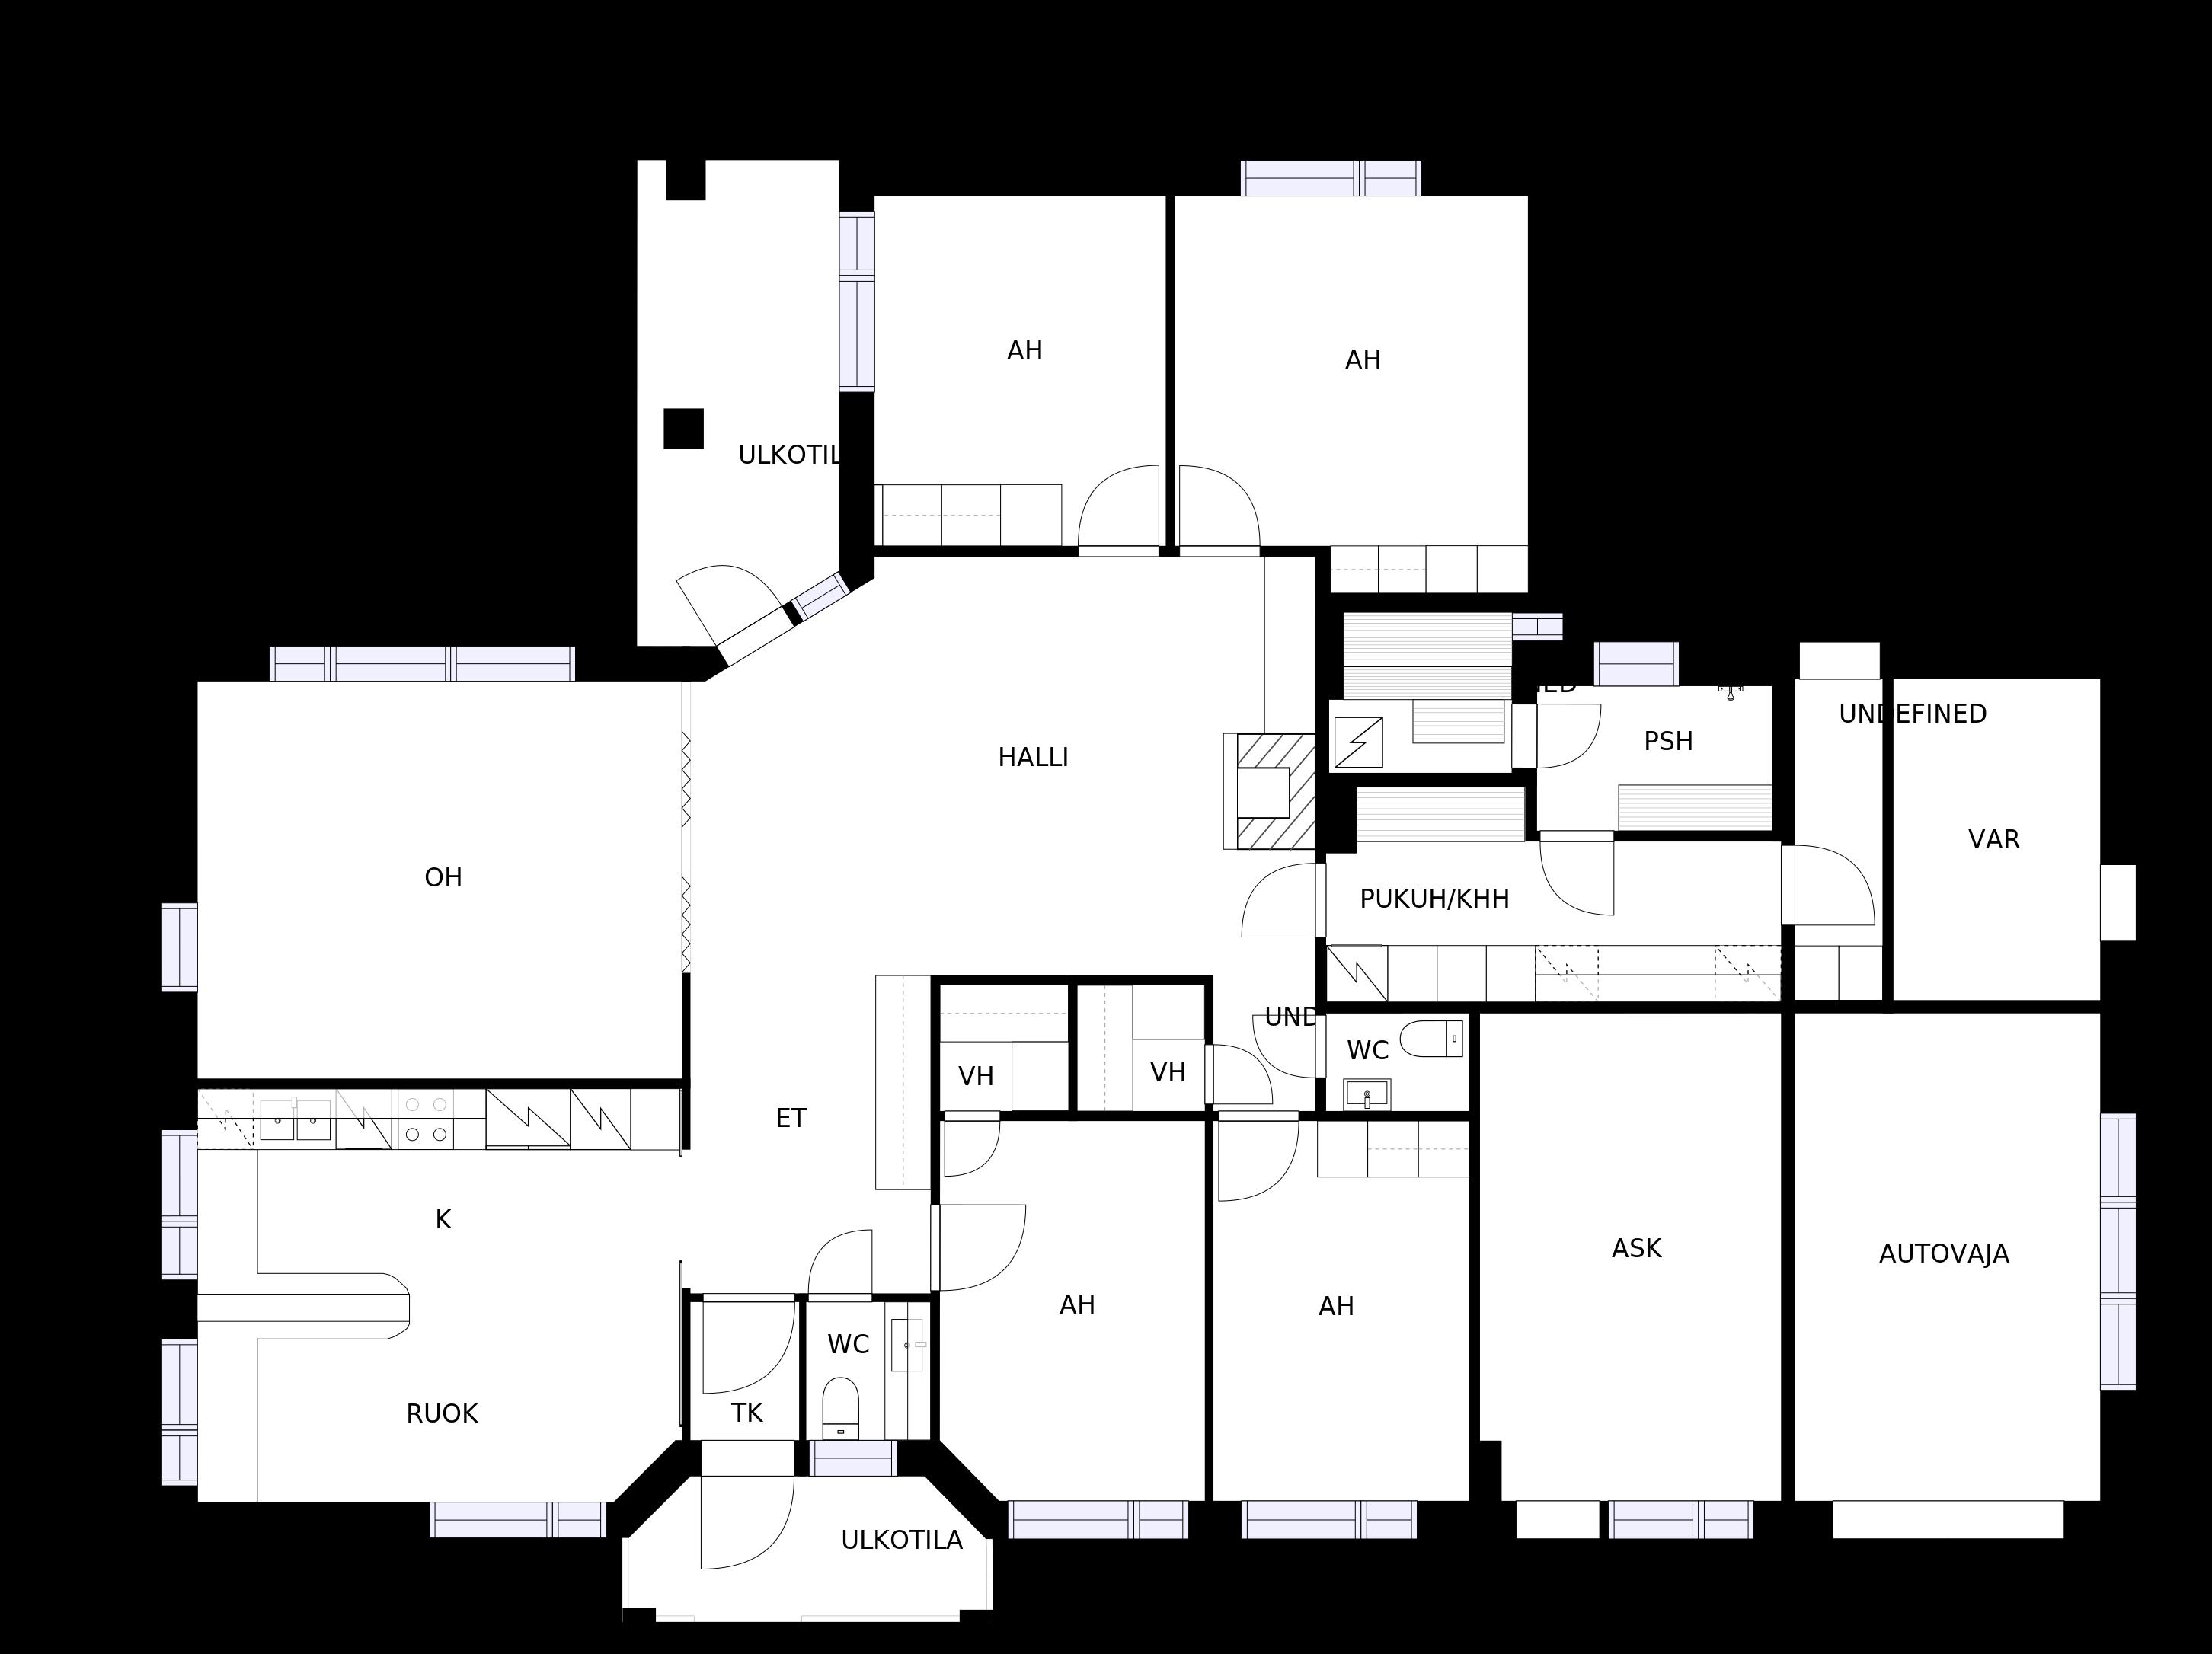 AH
AH
ULKOTIL
UNDEFINED
PSH
HALLI
VAR
OH
PUKUH/KHH
UND
WC
VH
VH
ET
K
ASK
AUTOVAJA
AH
AH
WC
RUOK
TK
ULKOTILA